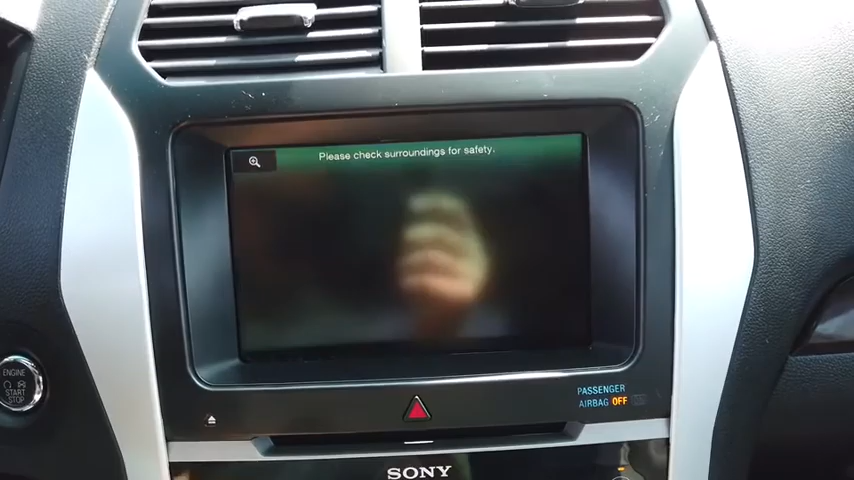 Please check surroundings for safety.
ENGINE
START
STOP
PASSENGER
AIRBAG OFF
SONY